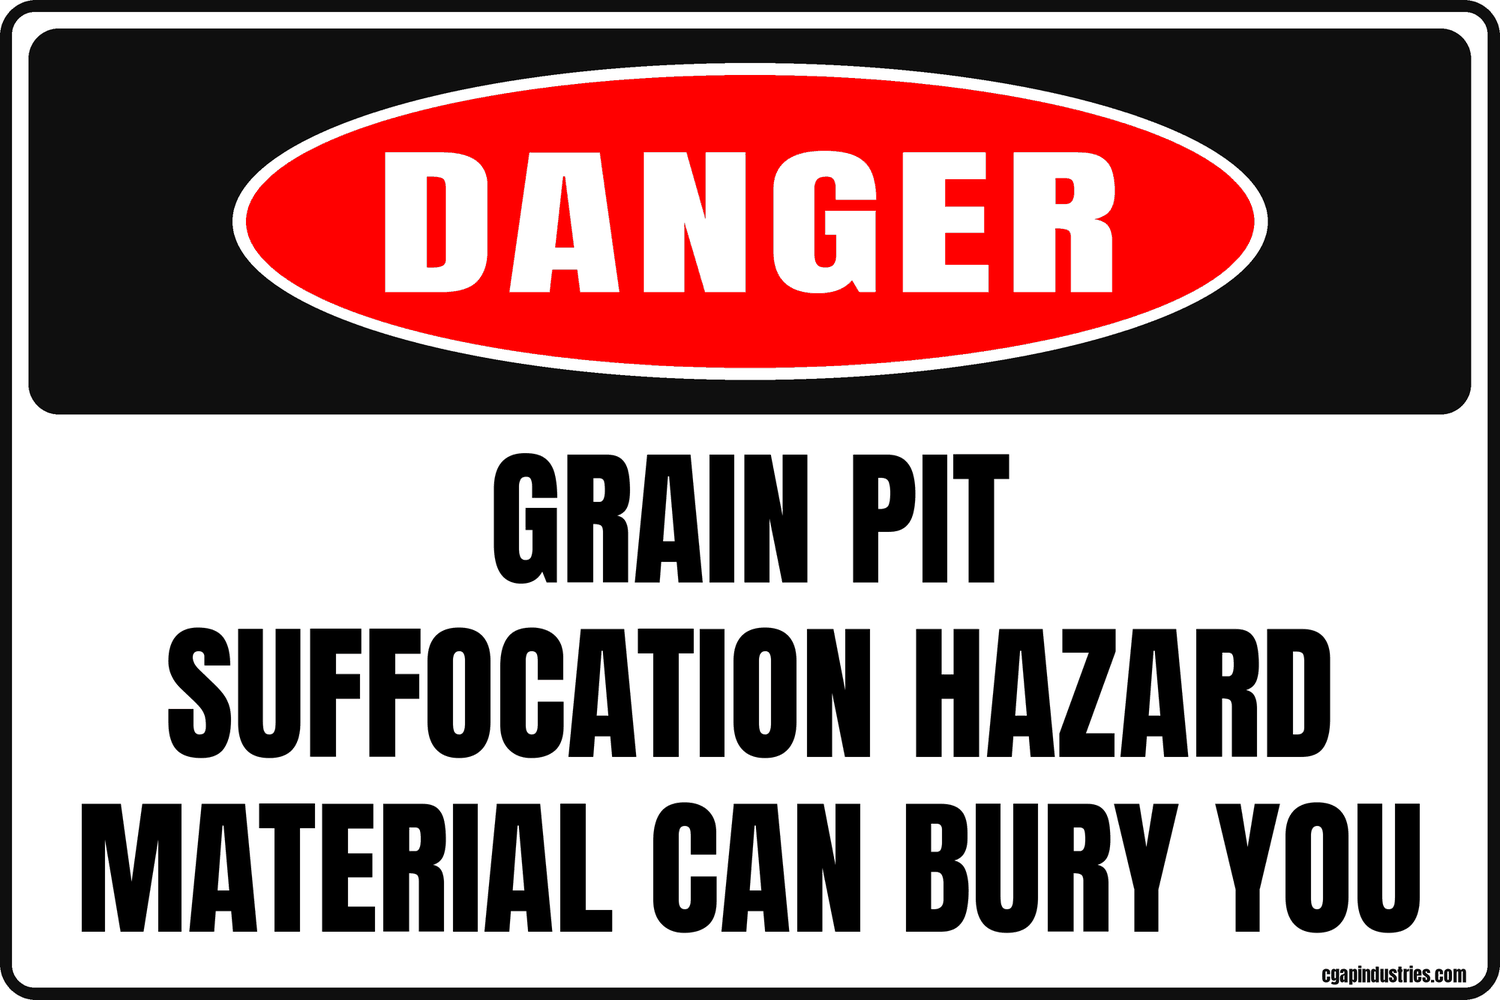 DANGER
GRAIN PIT
SUFFOCATION HAZARD
MATERIAL CAN BURY YOU
cgapindustries.com